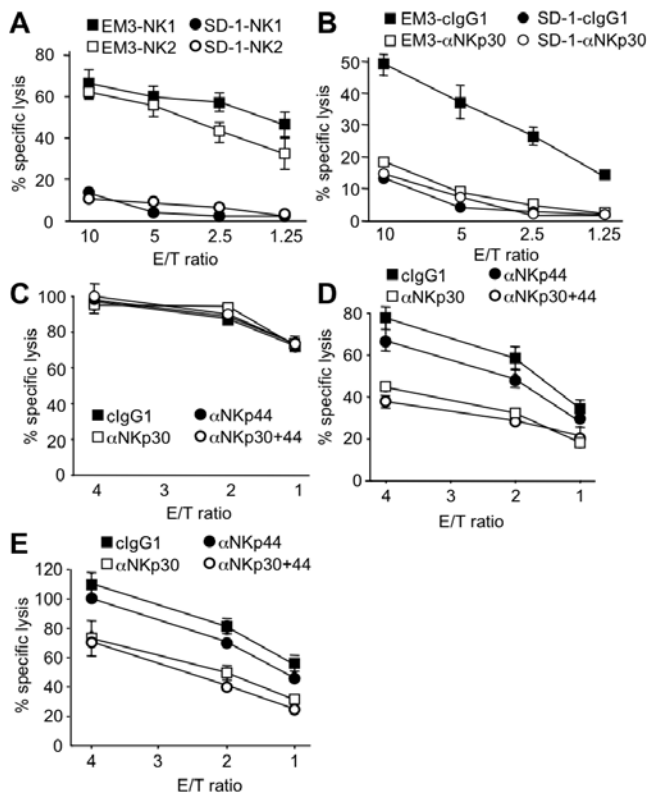 A
EM3-NK1 SD-1-NK1
EM3-NK2 SD-1-NK2
80
60
40
20
0
% specific lysis
10 5 2.5 1.25
E/T ratio
B
EM3-cIgG1 SD-1-cIgG1
EM3-αNKp30 SD-1-αNKp30
50
40
30
20
10
0
% specific lysis
10 5 2.5 1.25
E/T ratio
C
100
80
60
40
20
0
% specific lysis
cIgG1 αNKp44
αNKp30 αNKp30+44
4 3 2 1
E/T ratio
D
cIgG1 αNKp44
αNKp30 αNKp30+44
80
60
40
20
0
% specific lysis
4 3 2 1
E/T ratio
E
cIgG1 αNKp44
αNKp30 αNKp30+44
120
100
80
60
40
20
0
% specific lysis
4 3 2 1
E/T ratio